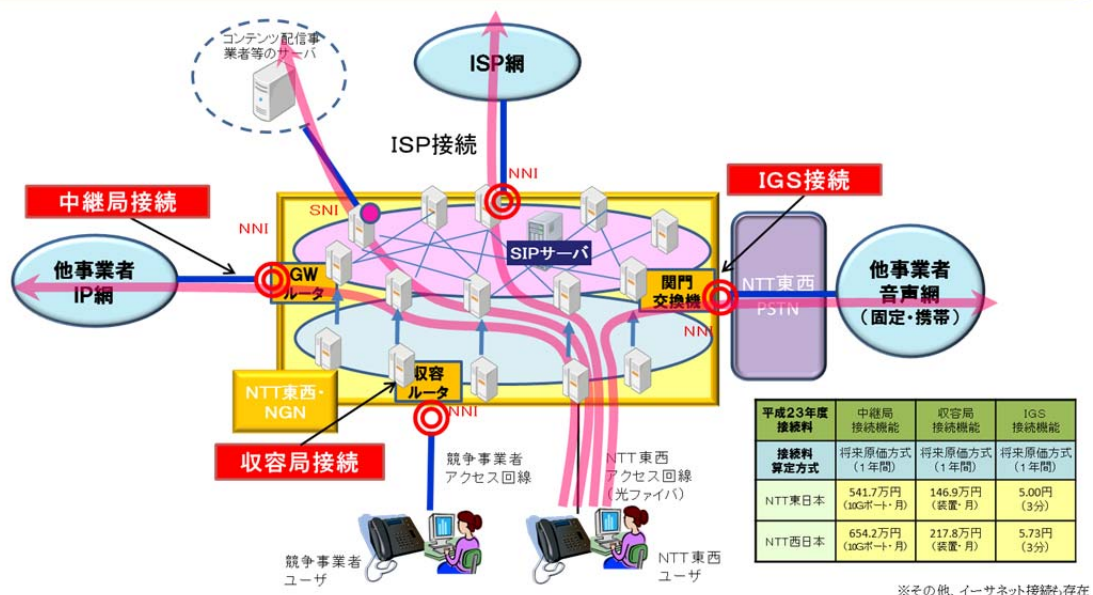 コンテンツ配信事
業者等のサーバ
ISP網
ISP接続
NNI
IGS接続
中継局接続
SNI
NNI
SIPサーバ
他事業者
IP網
GW
ルータ
関門
交換機
NTT東西
PSTN
他事業者
音声網
(固定・携帯)
NNI
NTT東西・
NGN
収容
ルータ
NNI
収容局接続
競争事業者
アクセス回線
NTT東西
アクセス回線
(光ファイバ)
競争事業者
ユーザ
NTT東西
ユーザ
平成23年度
接続料
中継局
接続機能
収容局
接続機能
IGS
接続機能
接続料
算定方式
将来原価方式
(1年間)
将来原価方式
(1年間)
将来原価方式
(1年間)
NTT東日本
541.7万円
(10Gポート・月)
146.9万円
(装置・月)
5.00円
(3分)
NTT西日本
654.2万円
(10Gポート・月)
217.8万円
(装置・月)
5.73円
(3分)
※その他、イーサネット接続も存在